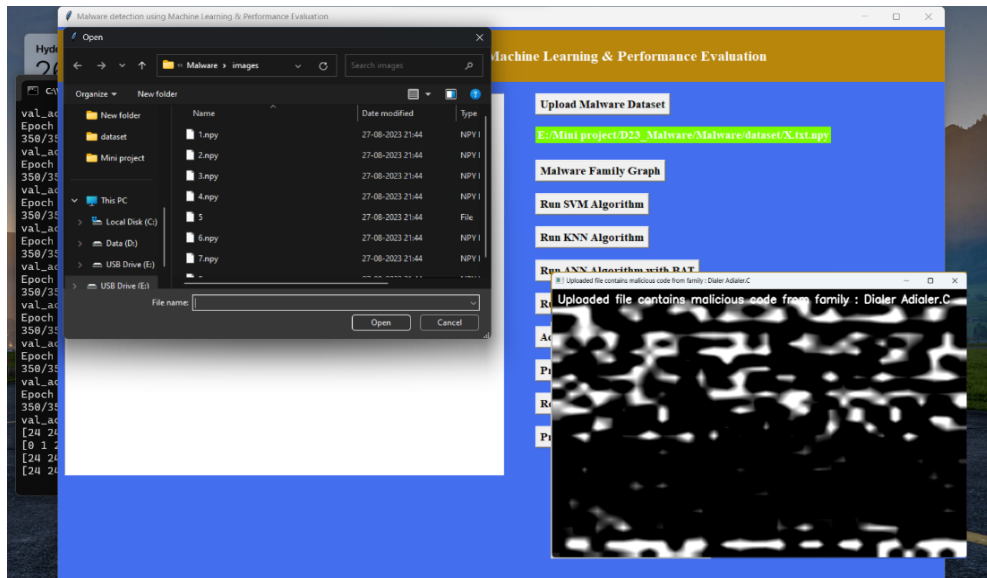 Malware detection using Machine Learning & Performance Evaluation
Machine Learning & Performance Evaluation
Open
Malware › images
Search images
Organize
New folder
New folder
dataset
Mini project
This PC
Local Disk (C:)
Data (D:)
USB Drive (E:)
USB Drive (E:)
Name Date modified Type
1.npy 27-08-2023 21:44 NPY
2.npy 27-08-2023 21:44 NPY
3.npy 27-08-2023 21:44 NPY
4.npy 27-08-2023 21:44 NPY
5 27-08-2023 21:44 File
6.npy 27-08-2023 21:44 NPY
7.npy 27-08-2023 21:44 NPY
File name:
Open Cancel
Upload Malware Dataset
E:/Mini project/D23_Malware/Malware/dataset/X.txt.npy
Malware Family Graph
Run SVM Algorithm
Run KNN Algorithm
Run ANN Algorithm with BAT
Uploaded file contains malicious code from family : Dialer Adialer.C
Uploaded file contains malicious code from family : Dialer Adialer.C
Epoch
350/35
Epoch
350/35
Epoch
350/35
Epoch
350/35
Epoch
350/35
Epoch
350/35
Epoch
350/35
Epoch
350/35
[24 24
[0 1 2
[24 24
[24 24